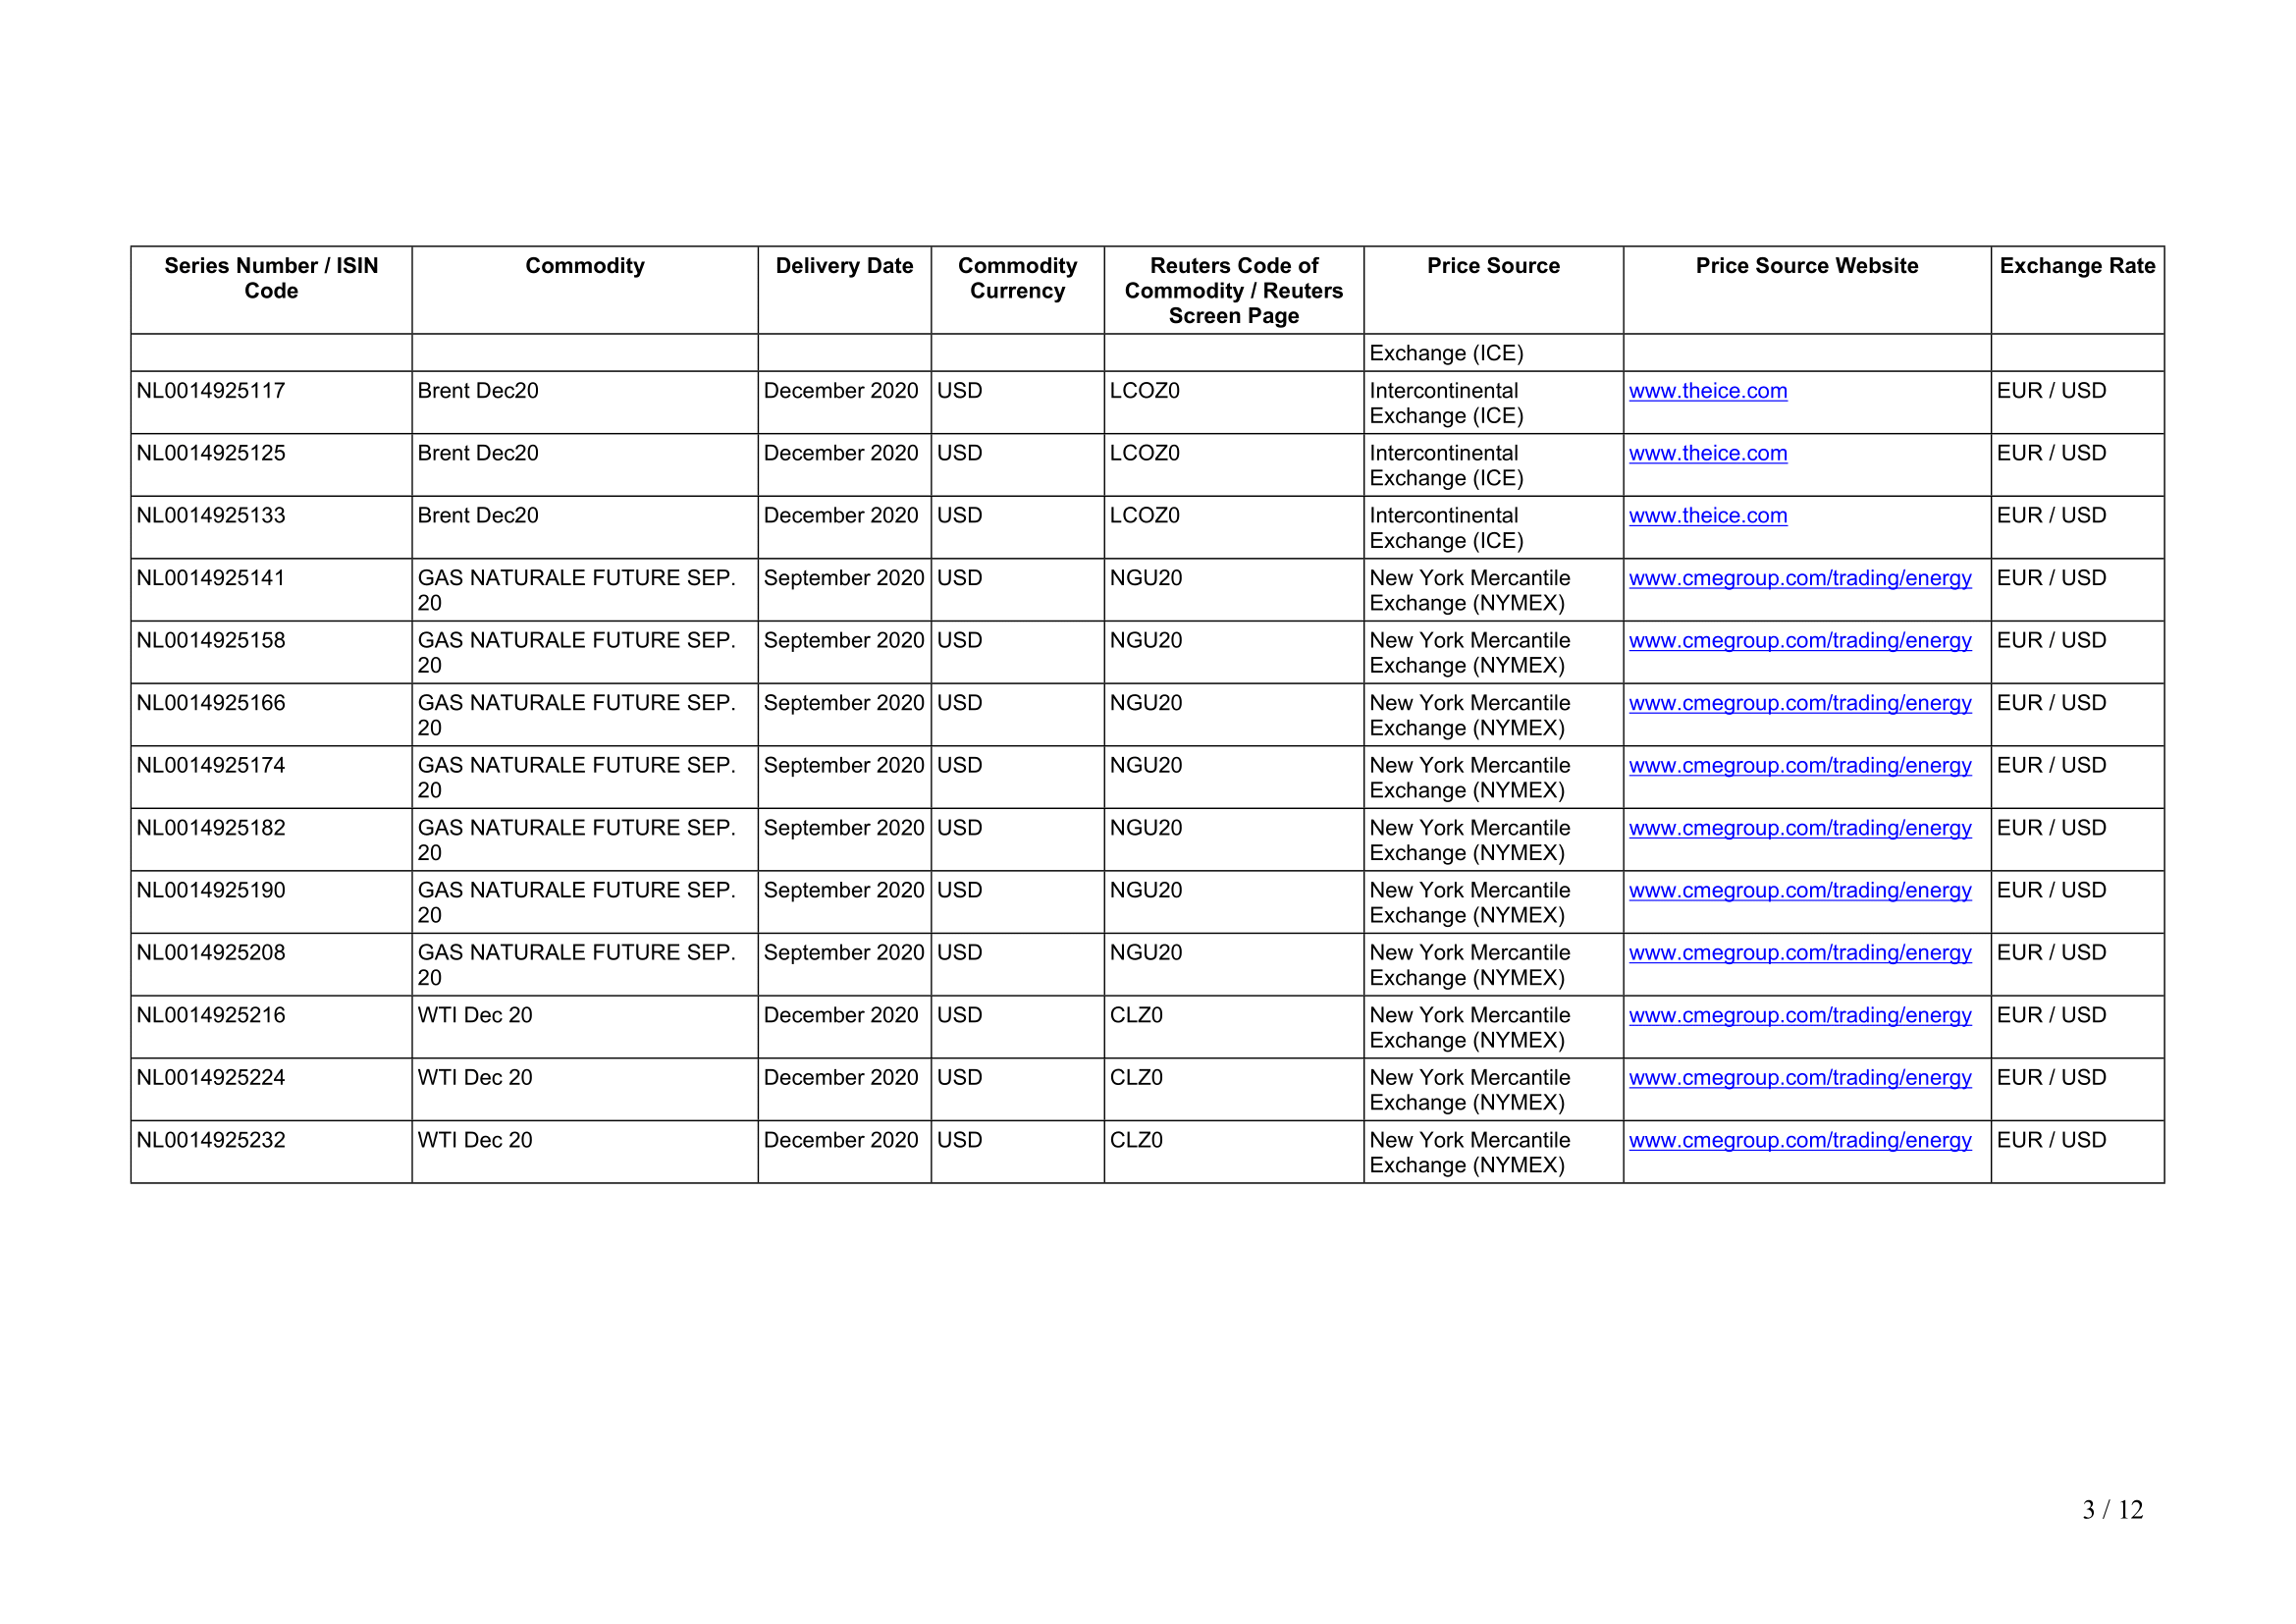 Series Number / ISIN Code | Commodity | Delivery Date | Commodity Currency | Reuters Code of Commodity / Reuters Screen Page | Price Source | Price Source Website | Exchange Rate
Exchange (ICE)
NL0014925117 | Brent Dec20 | December 2020 | USD | LCOZ0 | Intercontinental Exchange (ICE) | www.theice.com | EUR / USD
NL0014925125 | Brent Dec20 | December 2020 | USD | LCOZ0 | Intercontinental Exchange (ICE) | www.theice.com | EUR / USD
NL0014925133 | Brent Dec20 | December 2020 | USD | LCOZ0 | Intercontinental Exchange (ICE) | www.theice.com | EUR / USD
NL0014925141 | GAS NATURALE FUTURE SEP. 20 | September 2020 | USD | NGU20 | New York Mercantile Exchange (NYMEX) | www.cmegroup.com/trading/energy | EUR / USD
NL0014925158 | GAS NATURALE FUTURE SEP. 20 | September 2020 | USD | NGU20 | New York Mercantile Exchange (NYMEX) | www.cmegroup.com/trading/energy | EUR / USD
NL0014925166 | GAS NATURALE FUTURE SEP. 20 | September 2020 | USD | NGU20 | New York Mercantile Exchange (NYMEX) | www.cmegroup.com/trading/energy | EUR / USD
NL0014925174 | GAS NATURALE FUTURE SEP. 20 | September 2020 | USD | NGU20 | New York Mercantile Exchange (NYMEX) | www.cmegroup.com/trading/energy | EUR / USD
NL0014925182 | GAS NATURALE FUTURE SEP. 20 | September 2020 | USD | NGU20 | New York Mercantile Exchange (NYMEX) | www.cmegroup.com/trading/energy | EUR / USD
NL0014925190 | GAS NATURALE FUTURE SEP. 20 | September 2020 | USD | NGU20 | New York Mercantile Exchange (NYMEX) | www.cmegroup.com/trading/energy | EUR / USD
NL0014925208 | GAS NATURALE FUTURE SEP. 20 | September 2020 | USD | NGU20 | New York Mercantile Exchange (NYMEX) | www.cmegroup.com/trading/energy | EUR / USD
NL0014925216 | WTI Dec 20 | December 2020 | USD | CLZ0 | New York Mercantile Exchange (NYMEX) | www.cmegroup.com/trading/energy | EUR / USD
NL0014925224 | WTI Dec 20 | December 2020 | USD | CLZ0 | New York Mercantile Exchange (NYMEX) | www.cmegroup.com/trading/energy | EUR / USD
NL0014925232 | WTI Dec 20 | December 2020 | USD | CLZ0 | New York Mercantile Exchange (NYMEX) | www.cmegroup.com/trading/energy | EUR / USD
3 / 12